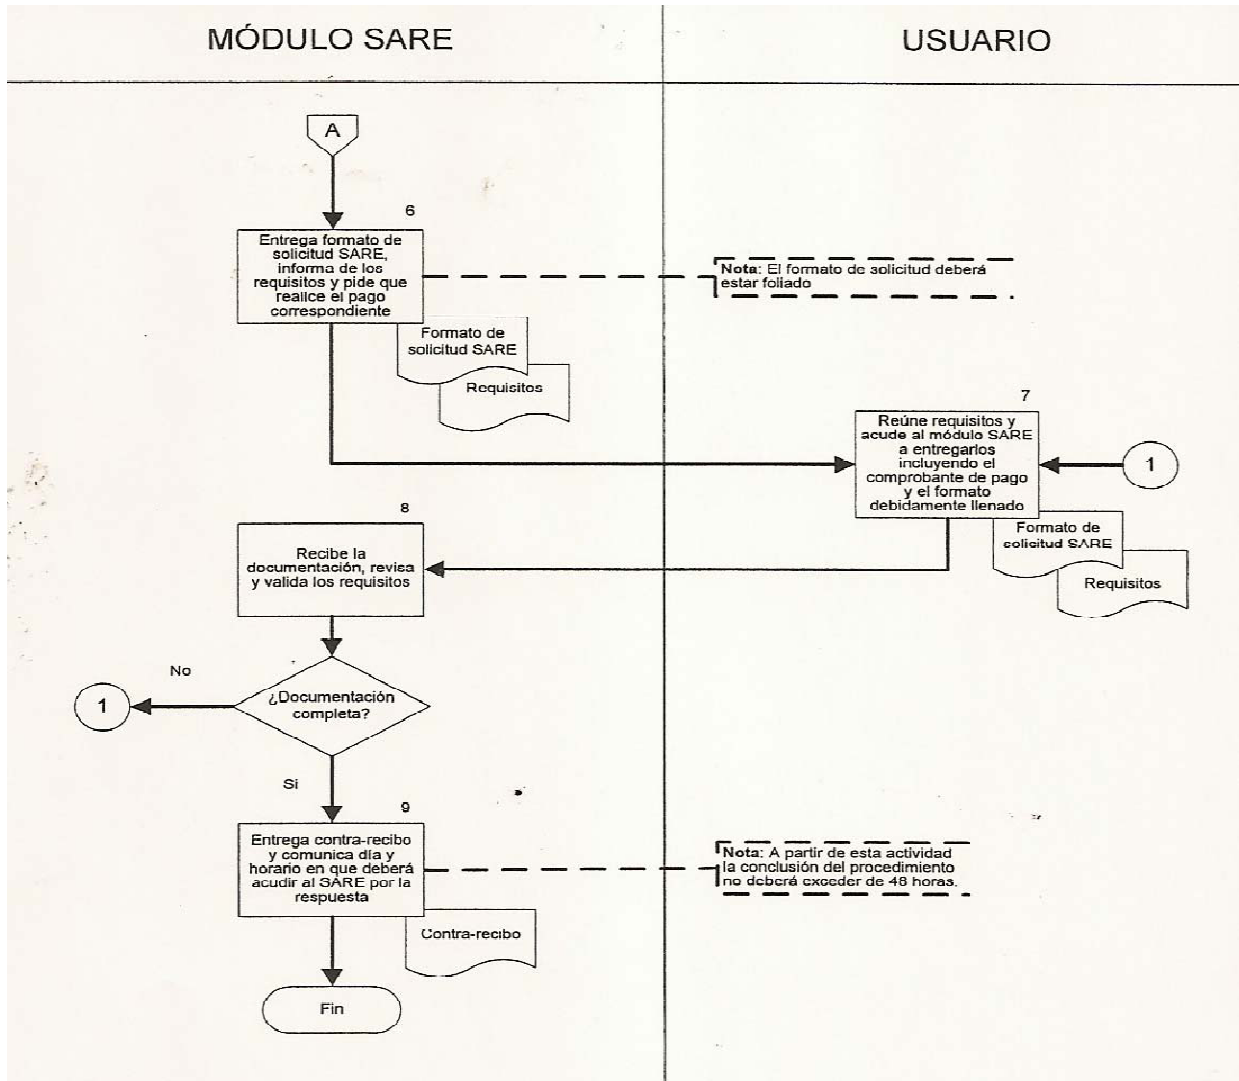 MÓDULO SARE
USUARIO
A
6
Entrega formato de
solicitud SARE,
informa de los
requisitos y pide que
realice el pago
correspondiente
Nota: El formato de solicitud deberá
estar foliado
Formato de
solicitud SARE
Requisitos
7
Reúne requisitos y
acude al módulo SARE
a entregarlos
incluyendo el
comprobante de pago
y el formato
debidamente llenado
1
Formato de
solicitud SARE
Requisitos
8
Recibe la
documentación, revisa
y valida los requisitos
No
¿Documentación
completa?
1
Si
9
Entrega contra-recibo
y comunica día y
horario en que deberá
acudir al SARE por la
respuesta
Nota: A partir de esta actividad
la conclusión del procedimiento
no deberá exceder de 48 horas.
Contra-recibo
Fin